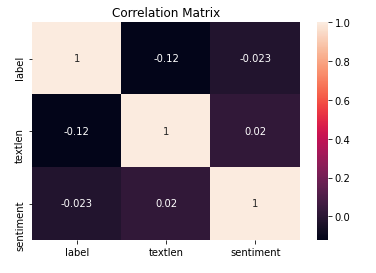 Correlation Matrix
label
1
-0.12
-0.023
textlen
-0.12
1
0.02
sentiment
-0.023
0.02
1
label
textlen
sentiment
1.0
0.8
0.6
0.4
0.2
0.0